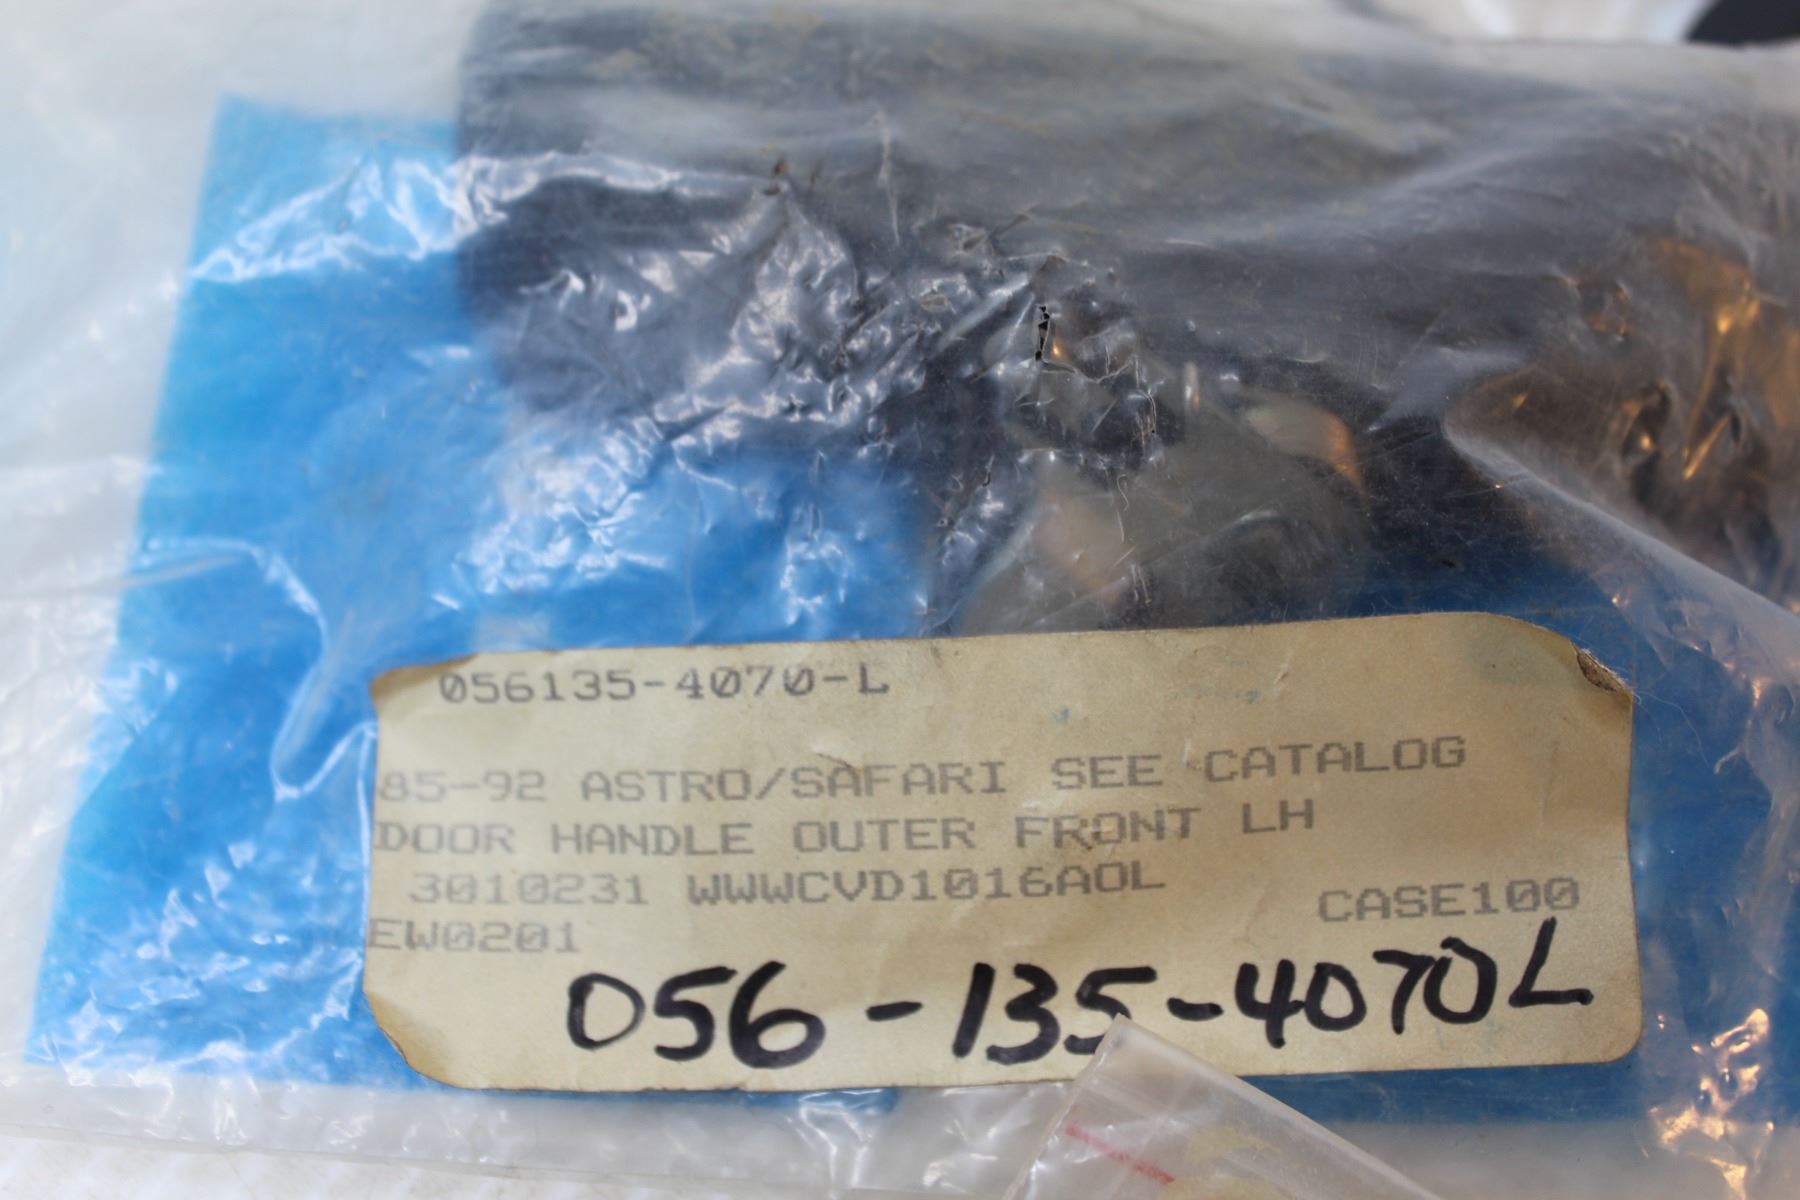 056135-4070-L
85-92 ASTRO/SAFARI SEE CATALOG
DOOR HANDLE OUTER FRONT LH
3010231 WWWCVD1016AOL
CASE100
EW0201
056-135-4070L